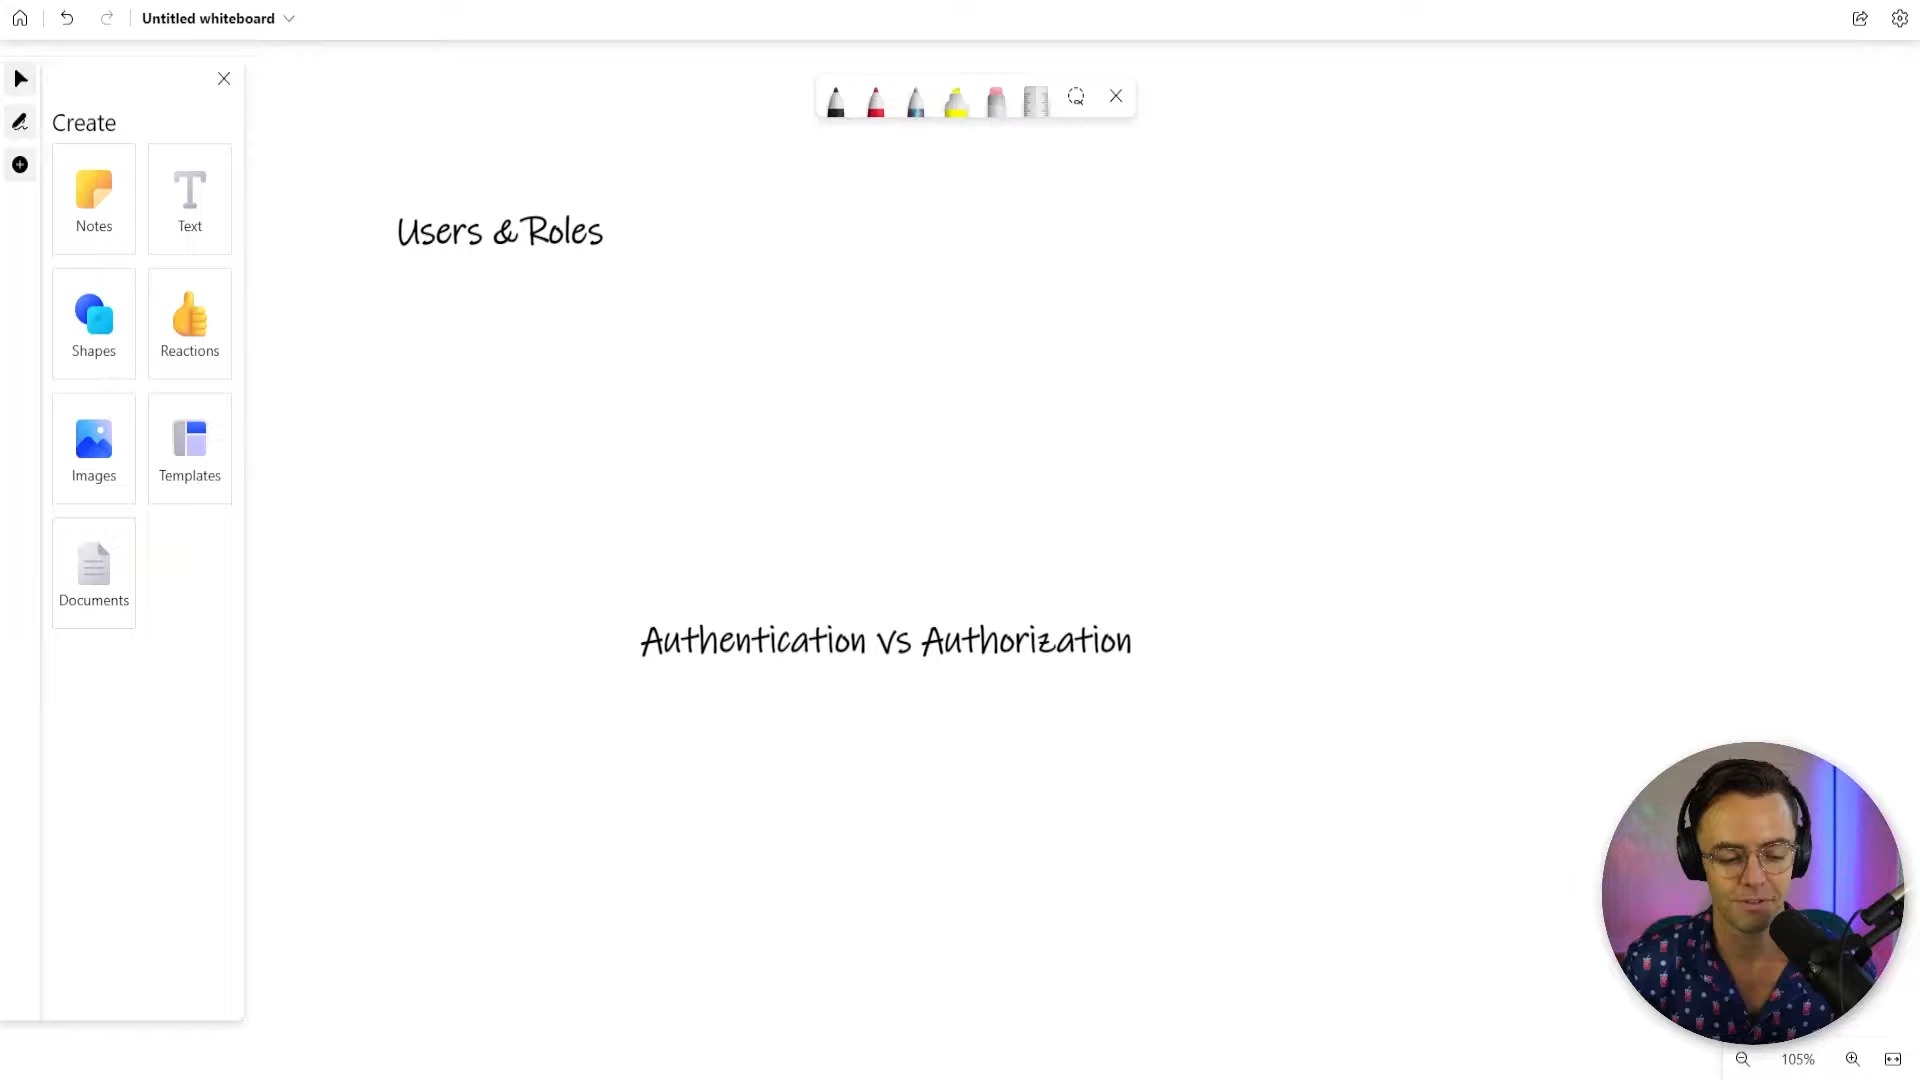 Untitled whiteboard
Create
Notes
Text
Shapes
Reactions
Images
Templates
Documents
Users & Roles
Authentication vs Authorization
105%